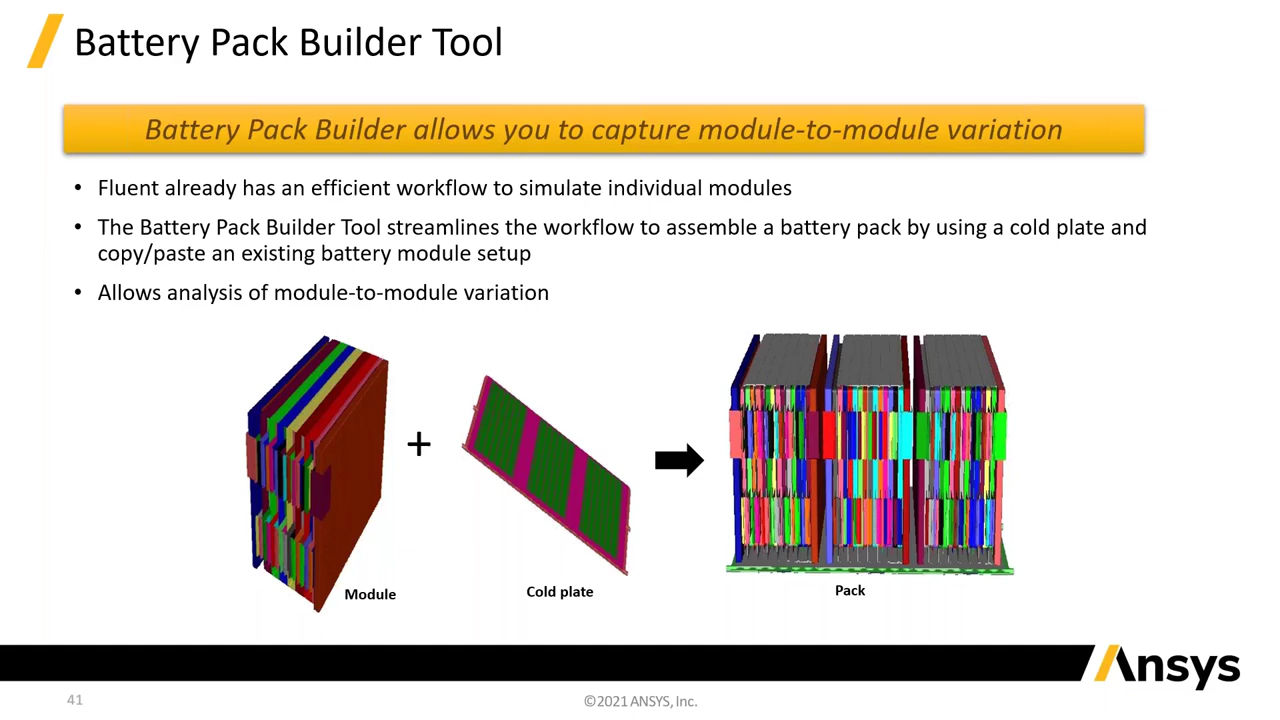 Battery Pack Builder Tool
Battery Pack Builder allows you to capture module-to-module variation
• Fluent already has an efficient workflow to simulate individual modules
• The Battery Pack Builder Tool streamlines the workflow to assemble a battery pack by using a cold plate and
copy/paste an existing battery module setup
• Allows analysis of module-to-module variation
+
Module
Cold plate
Pack
Ansys
41
©2021 ANSYS, Inc.